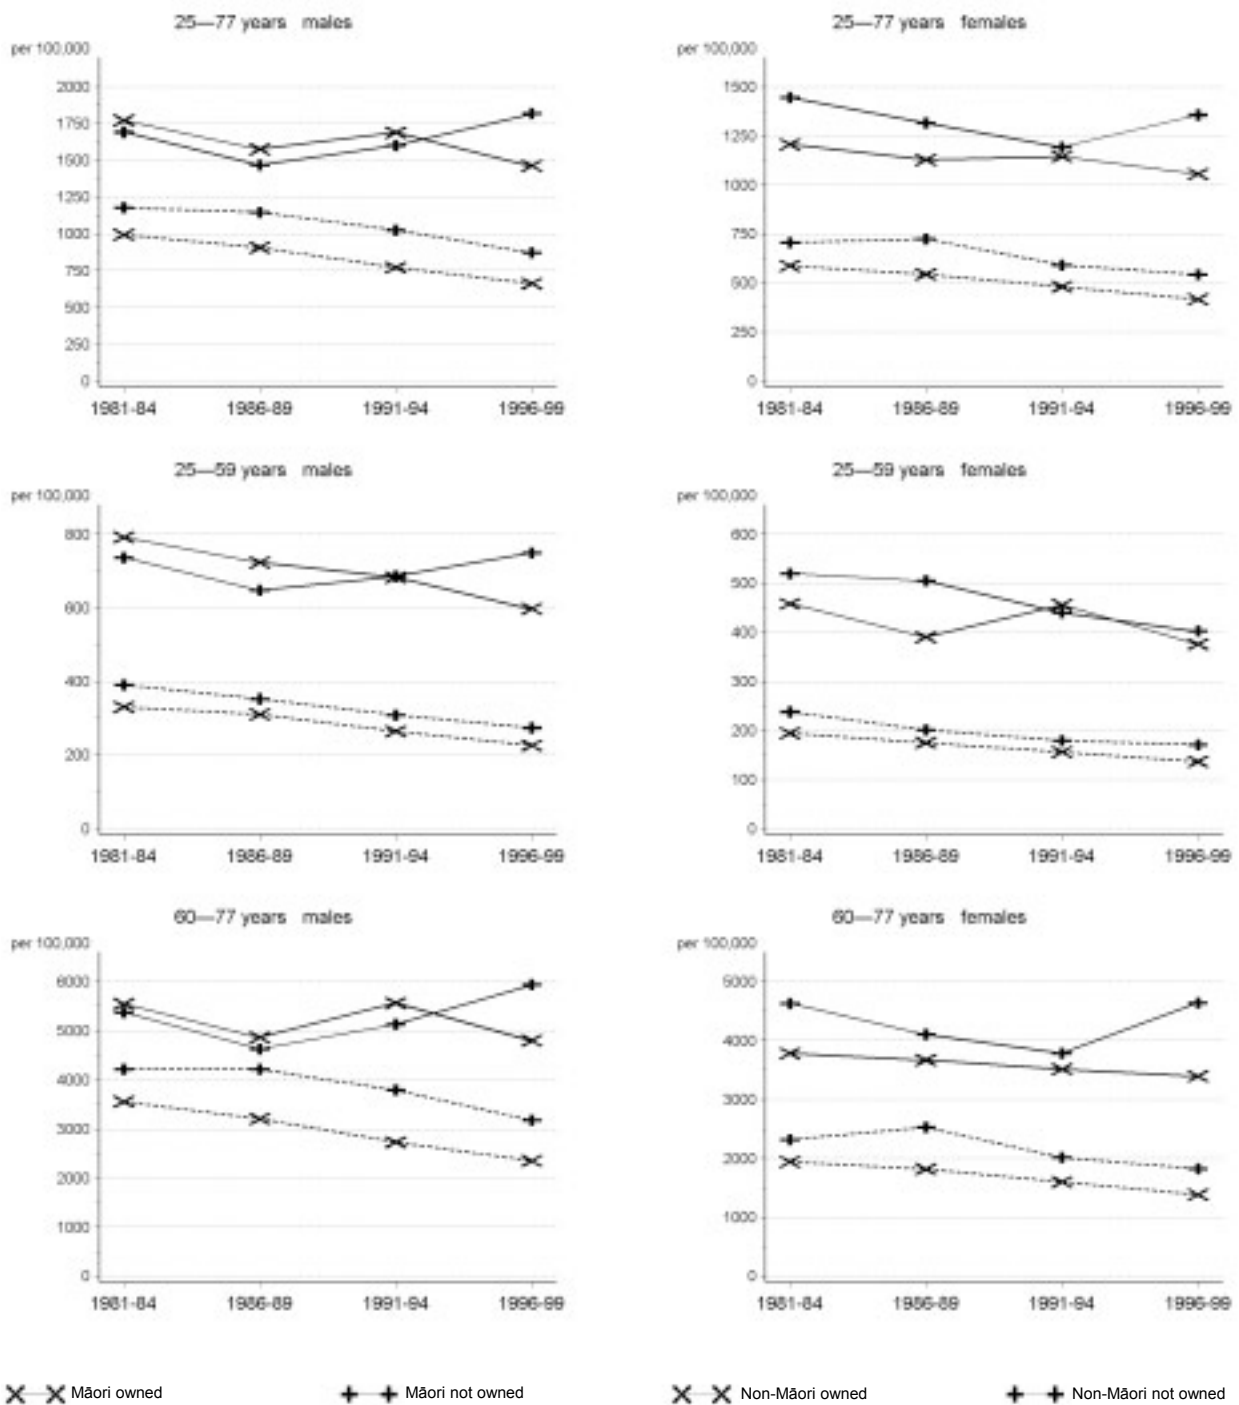 25—77 years males
per 100,000
2000
1750
1500
1250
1000
750
500
250
0
1981-84 1986-89 1991-94 1996-99
25—77 years females
per 100,000
1500
1250
1000
750
500
250
0
1981-84 1986-89 1991-94 1996-99
25—59 years males
per 100,000
800
600
400
200
0
1981-84 1986-89 1991-94 1996-99
25—59 years females
per 100,000
600
500
400
300
200
100
0
1981-84 1986-89 1991-94 1996-99
60—77 years males
per 100,000
6000
5000
4000
3000
2000
1000
0
1981-84 1986-89 1991-94 1996-99
60—77 years females
per 100,000
5000
4000
3000
2000
1000
0
1981-84 1986-89 1991-94 1996-99
Māori owned Māori not owned Non-Māori owned Non-Māori not owned